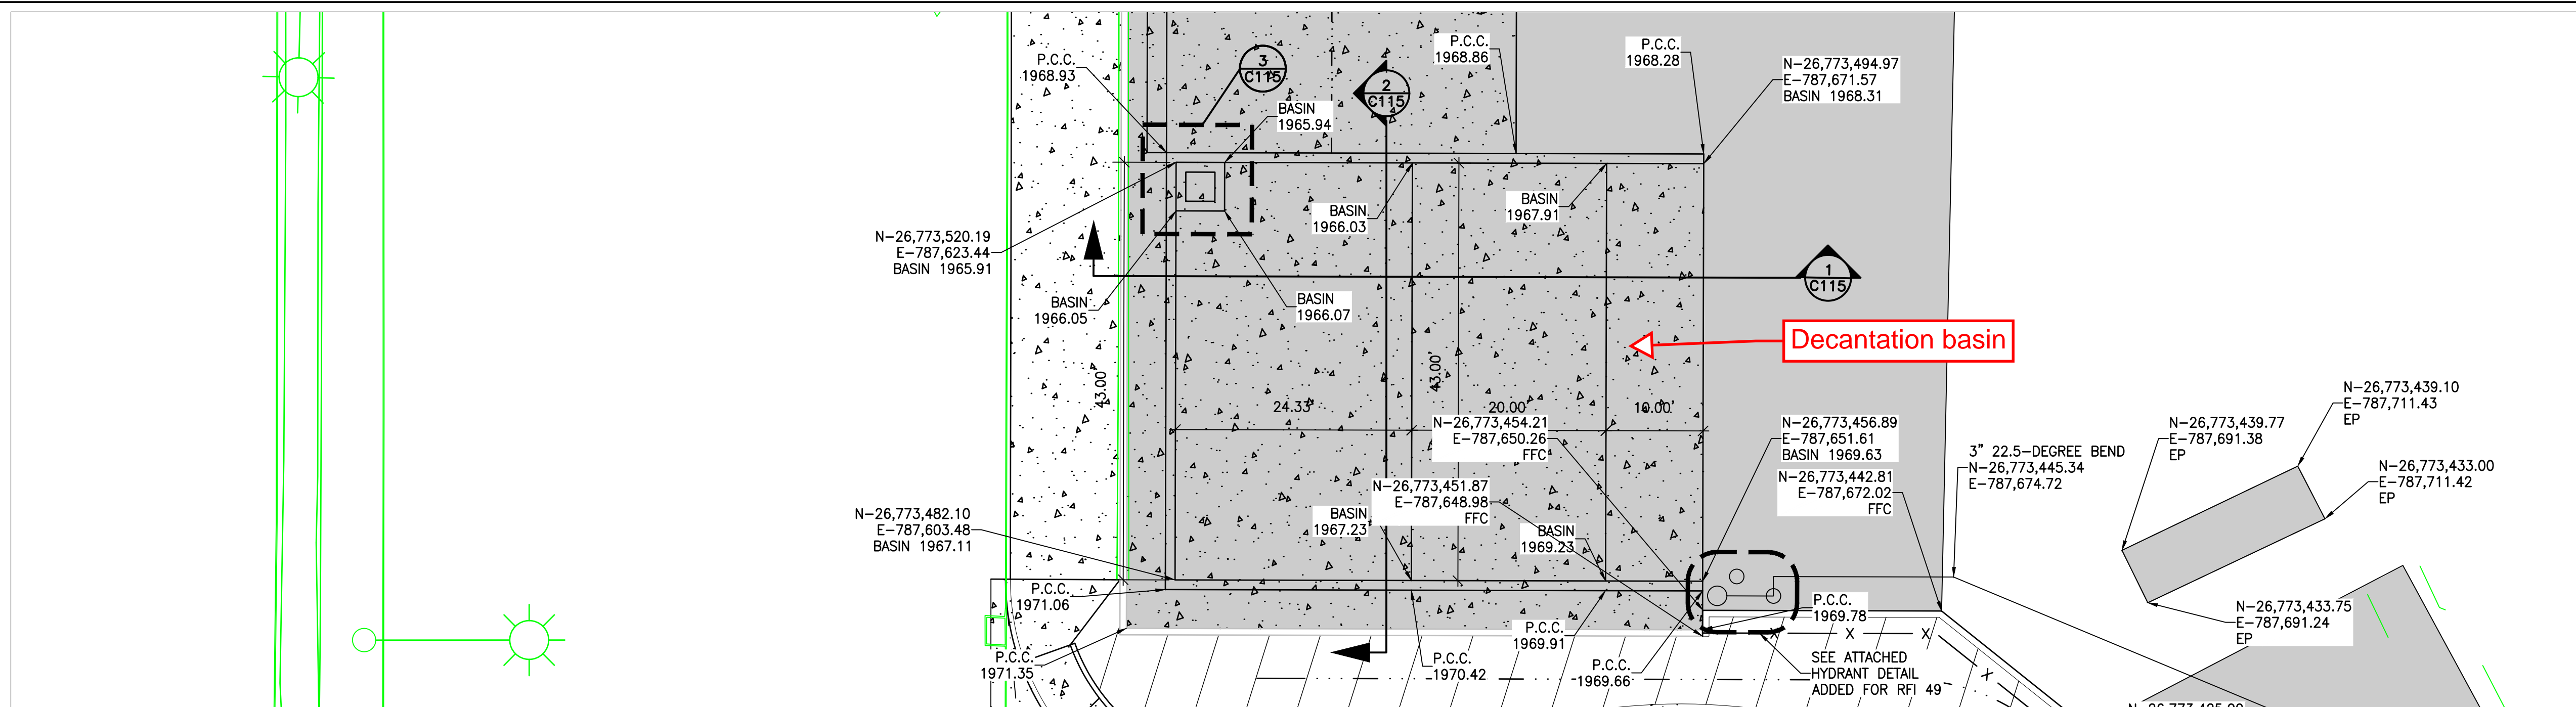 P.C.C.
1968.93
3
C115
BASIN
1965.94
2
C115
P.C.C.
1968.86
P.C.C.
1968.28
N-26,773,494.97
E-787,671.57
BASIN 1968.31
N-26,773,520.19
E-787,623.44
BASIN 1965.91
BASIN
1966.03
BASIN
1967.91
BASIN
1966.05
BASIN
1966.07
1
C115
Decantation basin
43.00'
43.00'
24.33'
20.00'
10.00'
N-26,773,454.21
E-787,650.26
FFC
N-26,773,456.89
E-787,651.61
BASIN 1969.63
N-26,773,442.81
E-787,672.02
FFC
3" 22.5-DEGREE BEND
N-26,773,445.34
E-787,674.72
N-26,773,439.77
E-787,691.38
EP
N-26,773,439.10
E-787,711.43
EP
N-26,773,433.00
E-787,711.42
EP
N-26,773,482.10
E-787,603.48
BASIN 1967.11
BASIN
1967.23
N-26,773,451.87
E-787,648.98
FFC
BASIN
1969.23
P.C.C.
1971.06
P.C.C.
1969.78
N-26,773,433.75
E-787,691.24
EP
P.C.C.
1971.35
P.C.C.
1970.42
P.C.C.
1969.91
P.C.C.
1969.66
X X X
X
SEE ATTACHED
HYDRANT DETAIL
ADDED FOR RFI 49